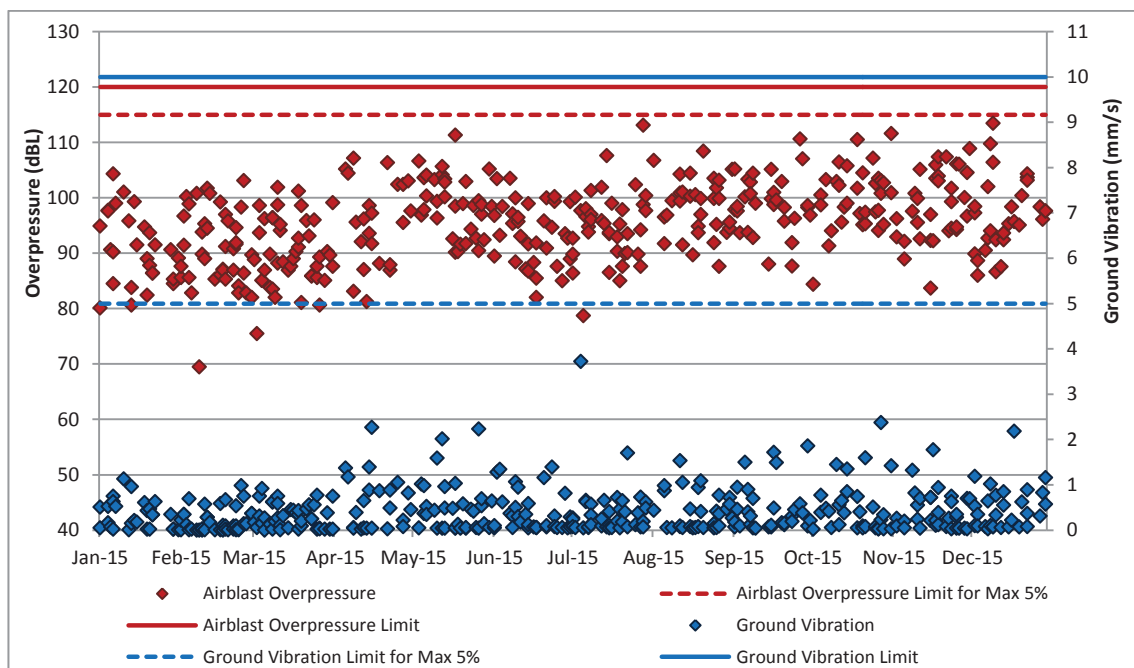 130
120
110
100
90
80
70
60
50
40
Overpressure (dBL)
11
10
9
8
7
6
5
4
3
2
1
0
Ground Vibration (mm/s)
Jan-15 Feb-15 Mar-15 Apr-15 May-15 Jun-15 Jul-15 Aug-15 Sep-15 Oct-15 Nov-15 Dec-15
Airblast Overpressure
Airblast Overpressure Limit for Max 5%
Airblast Overpressure Limit
Ground Vibration
Ground Vibration Limit for Max 5%
Ground Vibration Limit